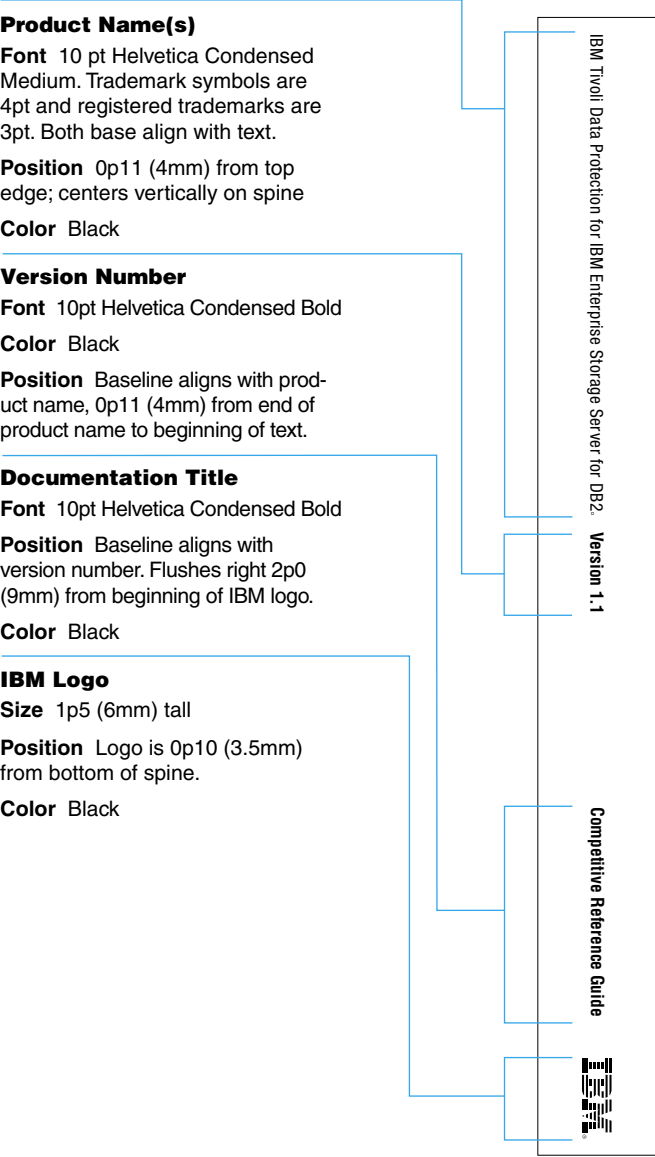 Product Name(s)
Font 10 pt Helvetica Condensed
Medium. Trademark symbols are
4pt and registered trademarks are
3pt. Both base align with text.
Position 0p11 (4mm) from top
edge; centers vertically on spine
Color Black
Version Number
Font 10pt Helvetica Condensed Bold
Color Black
Position Baseline aligns with prod-
uct name, 0p11 (4mm) from end of
product name to beginning of text.
Documentation Title
Font 10pt Helvetica Condensed Bold
Position Baseline aligns with
version number. Flushes right 2p0
(9mm) from beginning of IBM logo.
Color Black
IBM Logo
Size 1p5 (6mm) tall
Position Logo is 0p10 (3.5mm)
from bottom of spine.
Color Black
IBM Tivoli Data Protection for IBM Enterprise Storage Server for DB2® Version 1.1
Competitive Reference Guide
IBM®